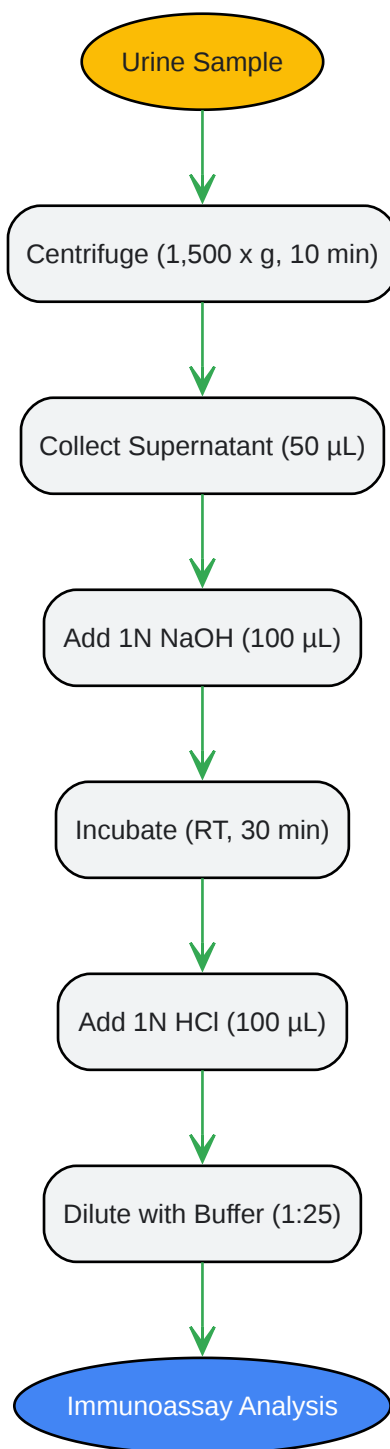 Urine Sample
Centrifuge (1,500 x g, 10 min)
Collect Supernatant (50 µL)
Add 1N NaOH (100 µL)
Incubate (RT, 30 min)
Add 1N HCl (100 µL)
Dilute with Buffer (1:25)
Immunoassay Analysis